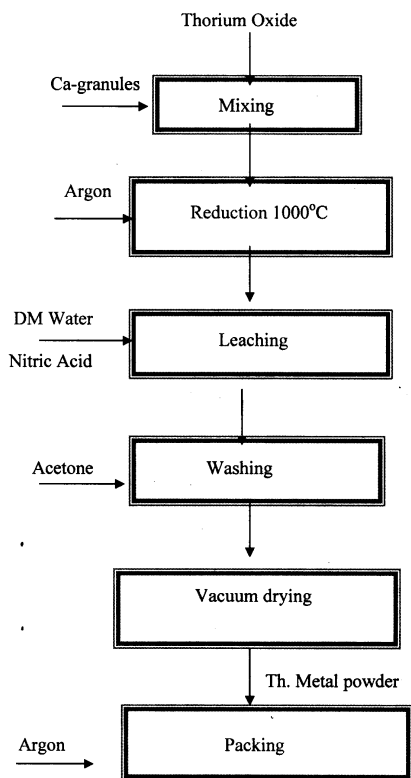 Thorium Oxide
Ca-granules
Mixing
Argon
Reduction 1000°C
DM Water
Leaching
Nitric Acid
Acetone
Washing
Vacuum drying
Th. Metal powder
Argon
Packing